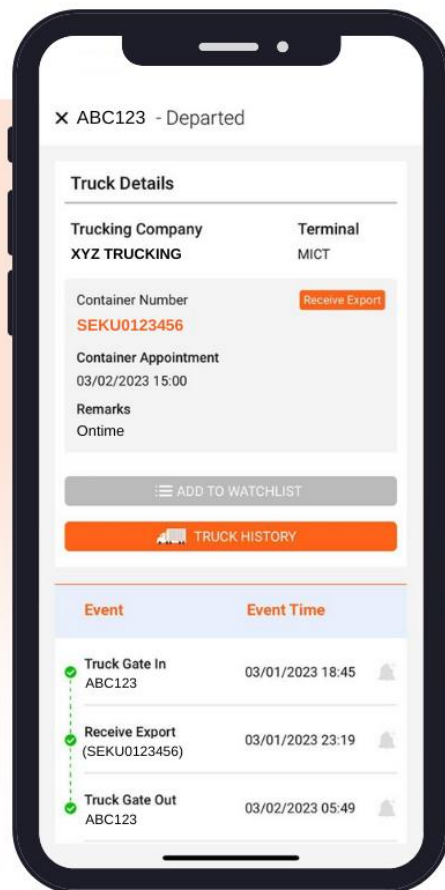 × ABC123 - Departed
Truck Details
Trucking Company Terminal
XYZ TRUCKING MICT
Container Number Receive Export
SEKU0123456
Container Appointment
03/02/2023 15:00
Remarks
Ontime
ADD TO WATCHLIST
TRUCK HISTORY
Event Event Time
Truck Gate In 03/01/2023 18:45
ABC123
Receive Export 03/01/2023 23:19
(SEKU0123456)
Truck Gate Out 03/02/2023 05:49
ABC123